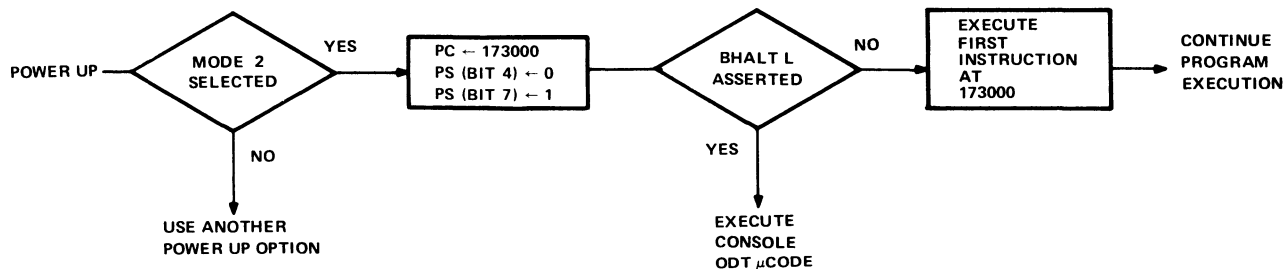 POWER UP
MODE 2
SELECTED
YES
NO
USE ANOTHER
POWER UP OPTION
PC ← 173000
PS (BIT 4) ← 0
PS (BIT 7) ← 1
BHALT L
ASSERTED
NO
YES
EXECUTE
CONSOLE
ODT μCODE
EXECUTE
FIRST
INSTRUCTION
AT
173000
CONTINUE
PROGRAM
EXECUTION